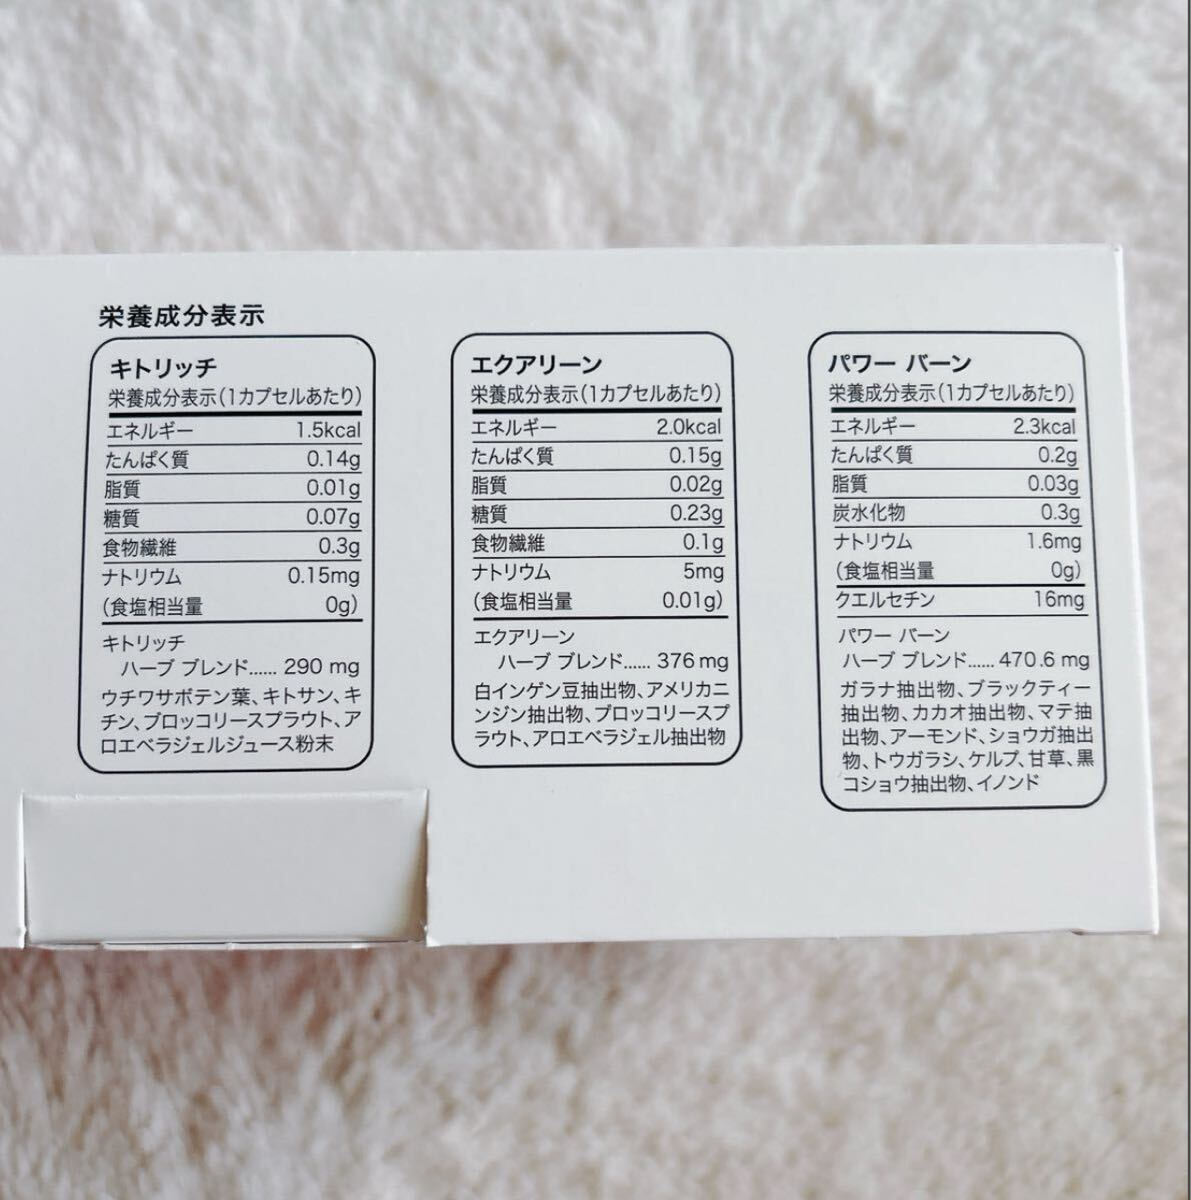 栄養成分表示
キトリッチ
栄養成分表示(1カプセルあたり)
エネルギー 1.5kcal
たんぱく質 0.14g
脂質 0.01g
糖質 0.07g
食物繊維 0.3g
ナトリウム 0.15mg
(食塩相当量 0g)
キトリッチ
ハーブ ブレンド...... 290 mg
ウチワサボテン葉、キトサン、キ
チン、ブロッコリースプラウト、ア
ロエベラジェルジュース粉末
エクアリーン
栄養成分表示(1カプセルあたり)
エネルギー 2.0kcal
たんぱく質 0.15g
脂質 0.02g
糖質 0.23g
食物繊維 0.1g
ナトリウム 5mg
(食塩相当量 0.01g)
エクアリーン
ハーブ ブレンド...... 376 mg
白インゲン豆抽出物、アメリカニ
ンジン抽出物、ブロッコリースプ
ラウト、アロエベラジェル抽出物
パワー バーン
栄養成分表示(1カプセルあたり)
エネルギー 2.3kcal
たんぱく質 0.2g
脂質 0.03g
炭水化物 0.3g
ナトリウム 1.6mg
(食塩相当量 0g)
クエルセチン 16mg
パワー バーン
ハーブ ブレンド...... 470.6 mg
ガラナ抽出物、ブラックティー
抽出物、カカオ抽出物、マテ抽
出物、アーモンド、ショウガ抽出
物、トウガラシ、ケルプ、甘草、黒
コショウ抽出物、イノンド